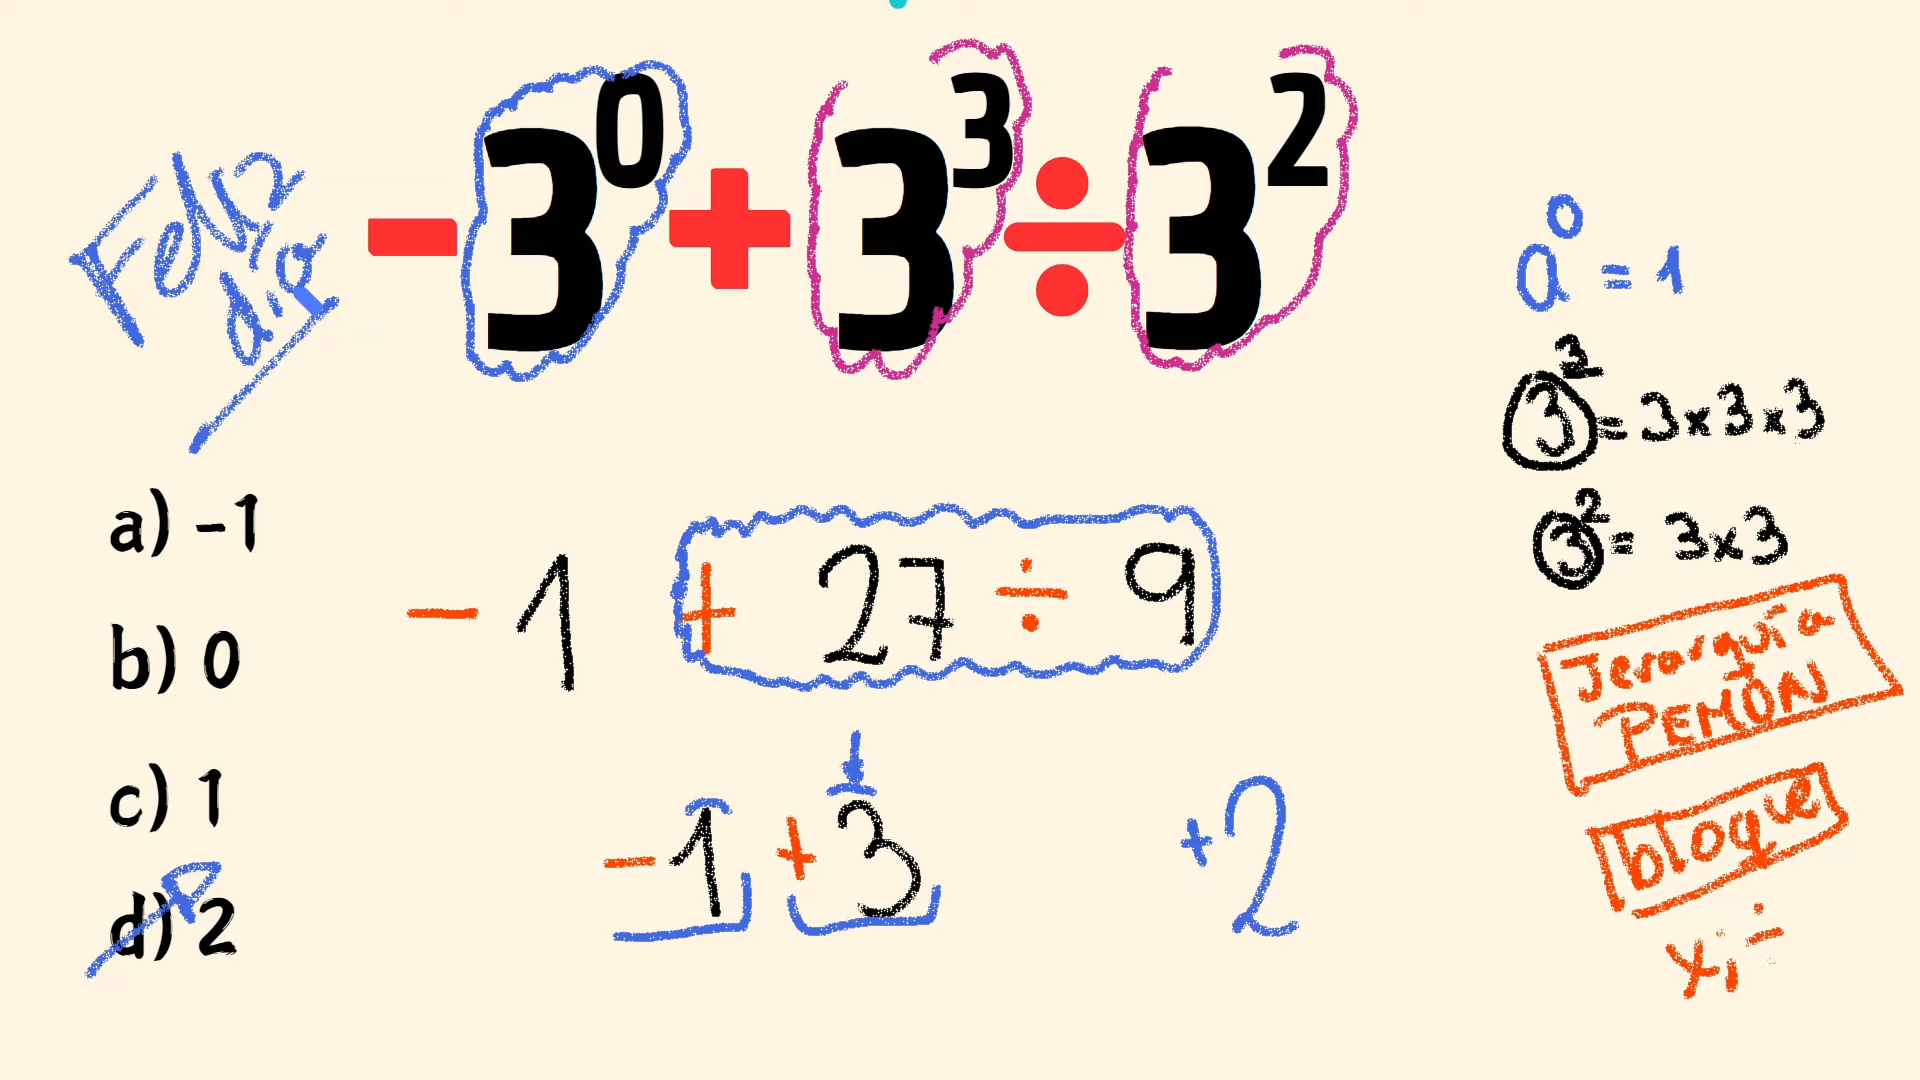 -3⁰ + 3³ ÷ 3²
Feliz
día
a⁰ = 1
3³ = 3x3x3
3² = 3x3
a) -1
b) 0
c) 1
d) 2
- 1 + 27 ÷ 9
-1 +3 +2
Jerarquía
PEMDAS
bloque
x; ÷